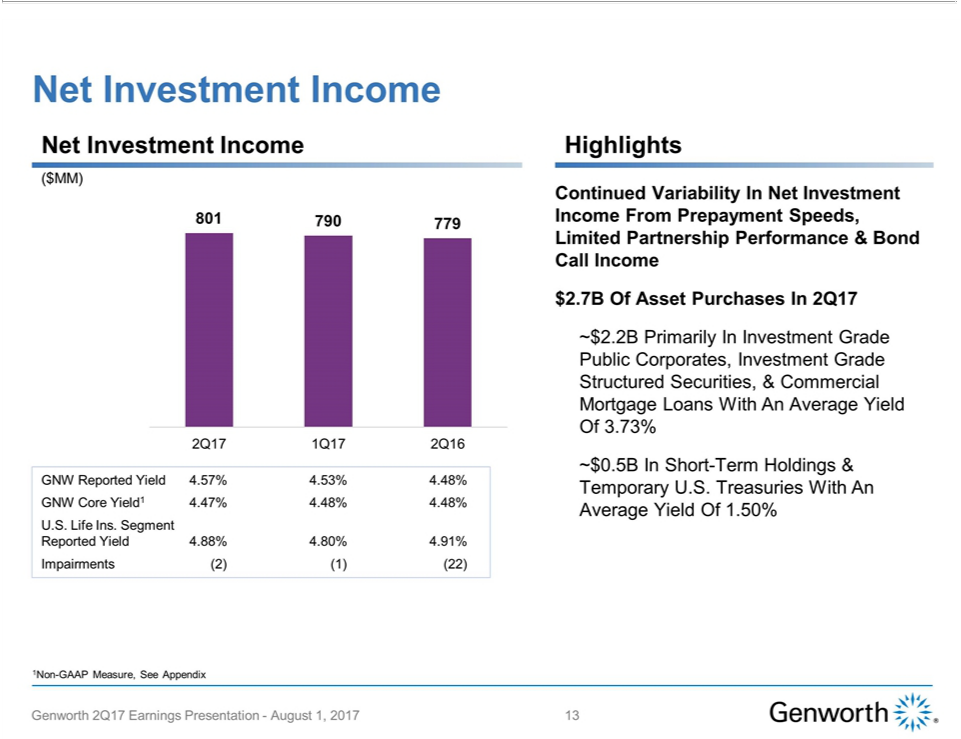 Net Investment Income
Net Investment Income
($MM)
801 790 779
2Q17 1Q17 2Q16
GNW Reported Yield 4.57% 4.53% 4.48%
GNW Core Yield¹ 4.47% 4.48% 4.48%
U.S. Life Ins. Segment
Reported Yield 4.88% 4.80% 4.91%
Impairments (2) (1) (22)
Highlights
Continued Variability In Net Investment
Income From Prepayment Speeds,
Limited Partnership Performance & Bond
Call Income
$2.7B Of Asset Purchases In 2Q17
~$2.2B Primarily In Investment Grade
Public Corporates, Investment Grade
Structured Securities, & Commercial
Mortgage Loans With An Average Yield
Of 3.73%
~$0.5B In Short-Term Holdings &
Temporary U.S. Treasuries With An
Average Yield Of 1.50%
¹Non-GAAP Measure, See Appendix
Genworth 2Q17 Earnings Presentation - August 1, 2017 13
Genworth